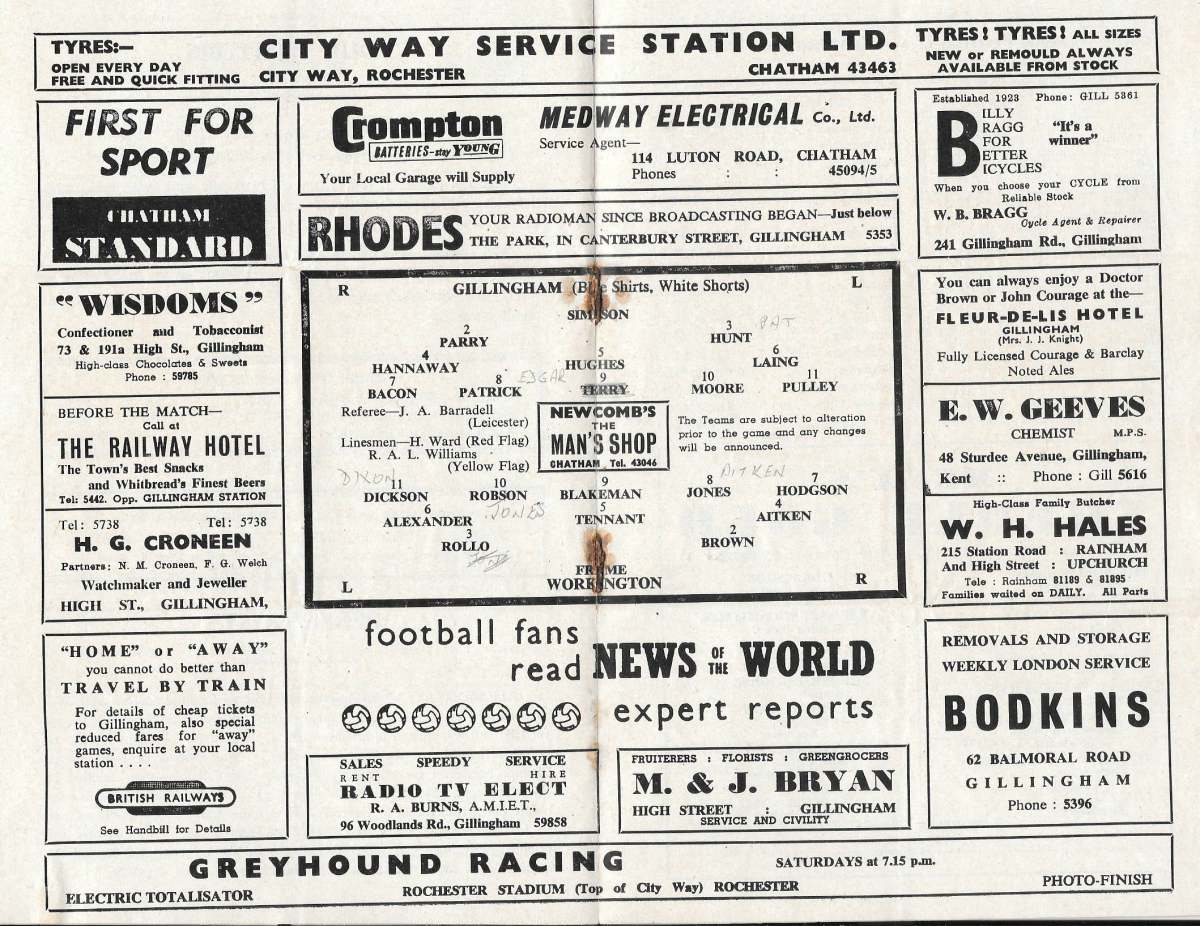 TYRES:—
OPEN EVERY DAY
FREE AND QUICK FITTING
CITY WAY SERVICE STATION LTD.
CITY WAY, ROCHESTER
CHATHAM 43463
TYRES! TYRES! ALL SIZES
NEW or REMOULD ALWAYS
AVAILABLE FROM STOCK
FIRST FOR
SPORT
CHATHAM
STANDARD
Crompton
BATTERIES-stay YOUNG
Your Local Garage will Supply
MEDWAY ELECTRICAL Co., Ltd.
Service Agent—
114 LUTON ROAD, CHATHAM
Phones : : 45094/5
Established 1923 Phone: GILL 5361
BILLY
BRAGG
FOR
BETTER
BICYCLES
"It's a
winner"
When you choose your CYCLE from
Reliable Stock
W. B. BRAGG
Cycle Agent & Repairer
241 Gillingham Rd., Gillingham
RHODES
YOUR RADIOMAN SINCE BROADCASTING BEGAN—Just below
THE PARK, IN CANTERBURY STREET, GILLINGHAM 5353
"WISDOMS"
Confectioner and Tobacconist
73 & 191a High St., Gillingham
High-class Chocolates & Sweets
Phone : 59785
BEFORE THE MATCH—
Call at
THE RAILWAY HOTEL
The Town's Best Snacks
and Whitbread's Finest Beers
Tel: 5442. Opp. GILLINGHAM STATION
Tel: 5738 Tel: 5738
H. G. CRONEEN
Partners: N. M. Croneen, F. G. Welch
Watchmaker and Jeweller
HIGH ST., GILLINGHAM,
R GILLINGHAM (Blue Shirts, White Shorts) L
SIMPSON
2 3 PAT
PARRY HUNT
4 5 6
HANNAWAY HUGHES LAING
7 8 EDGAR 9 10 11
BACON PATRICK TERRY MOORE PULLEY
Referee—J. A. Barradell
(Leicester)
Linesmen—H. Ward (Red Flag)
R. A. L. Williams
(Yellow Flag)
NEWCOMB'S
THE
MAN'S SHOP
CHATHAM Tel. 43046
The Teams are subject to alteration
prior to the game and any changes
will be announced.
DIXON AITKEN
11 10 9 8 7
DICKSON ROBSON BLAKEMAN JONES HODGSON
6 JONES 5 4
ALEXANDER TENNANT AITKEN
3 2
ROLLO BROWN
FRYME
L WORKINGTON R
You can always enjoy a Doctor
Brown or John Courage at the—
FLEUR-DE-LIS HOTEL
GILLINGHAM
(Mrs. J. J. Knight)
Fully Licensed Courage & Barclay
Noted Ales
E. W. GEEVES
CHEMIST M.P.S.
48 Sturdee Avenue, Gillingham,
Kent :: Phone : Gill 5616
High-Class Family Butcher
W. H. HALES
215 Station Road : RAINHAM
And High Street : UPCHURCH
Tele : Rainham 81189 & 81895
Families waited on DAILY. All Parts
"HOME" or "AWAY"
you cannot do better than
TRAVEL BY TRAIN
For details of cheap tickets
to Gillingham, also special
reduced fares for "away"
games, enquire at your local
station . . . .
BRITISH RAILWAYS
See Handbill for Details
football fans
read NEWS OF THE WORLD
expert reports
SALES SPEEDY SERVICE
RENT HIRE
RADIO TV ELECT
R. A. BURNS, A.M.I.E.T.,
96 Woodlands Rd., Gillingham 59858
FRUITERERS : FLORISTS : GREENGROCERS
M. & J. BRYAN
HIGH STREET : GILLINGHAM
SERVICE AND CIVILITY
REMOVALS AND STORAGE
WEEKLY LONDON SERVICE
BODKINS
62 BALMORAL ROAD
GILLINGHAM
Phone : 5396
GREYHOUND RACING
SATURDAYS at 7.15 p.m.
ELECTRIC TOTALISATOR
ROCHESTER STADIUM (Top of City Way) ROCHESTER
PHOTO-FINISH